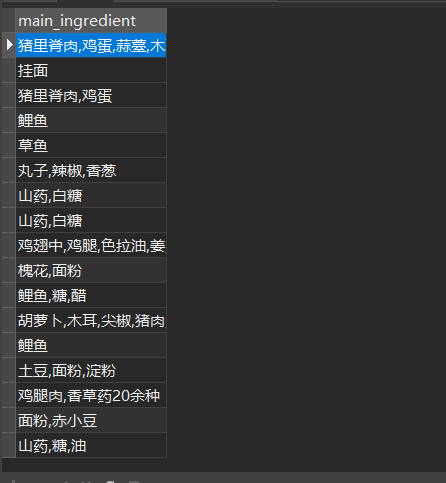 main_ingredient
猪里脊肉,鸡蛋,蒜薹,木
挂面
猪里脊肉,鸡蛋
鲤鱼
草鱼
丸子,辣椒,香葱
山药,白糖
山药,白糖
鸡翅中,鸡腿,色拉油,姜
槐花,面粉
鲤鱼,糖,醋
胡萝卜,木耳,尖椒,猪肉
鲤鱼
土豆,面粉,淀粉
鸡腿肉,香草药20余种
面粉,赤小豆
山药,糖,油